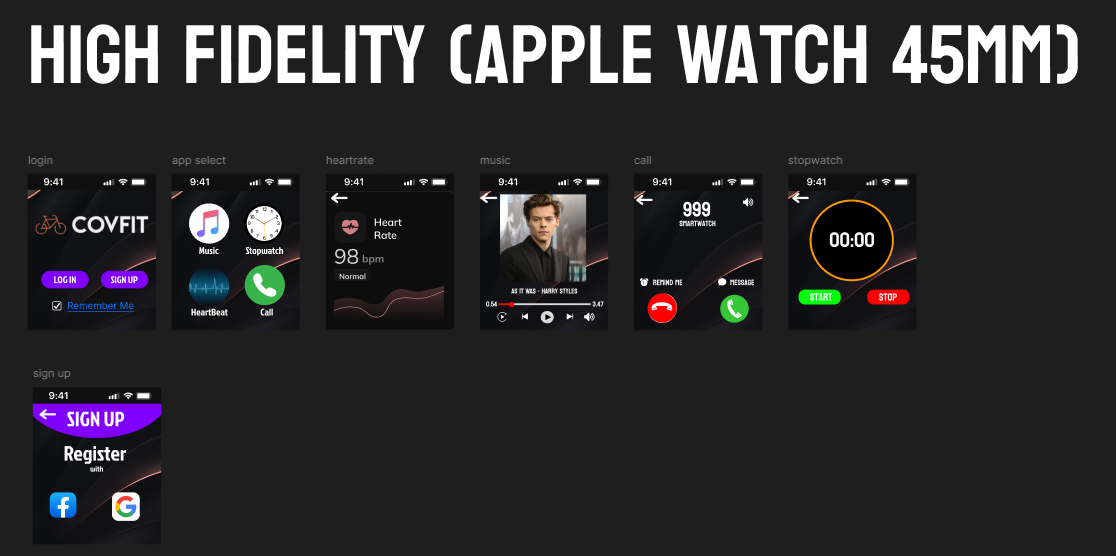 HIGH FIDELITY (APPLE WATCH 45MM)
login
9:41
COVFIT
LOG IN
SIGN UP
Remember Me
app select
9:41
Music
Stopwatch
HeartBeat
Call
heartrate
9:41
Heart
Rate
98 bpm
Normal
music
9:41
AS IT WAS - HARRY STYLES
0.54
3.47
call
9:41
999
SMARTWATCH
REMIND ME
MESSAGE
stopwatch
9:41
00:00
START
STOP
sign up
9:41
SIGN UP
Register
with